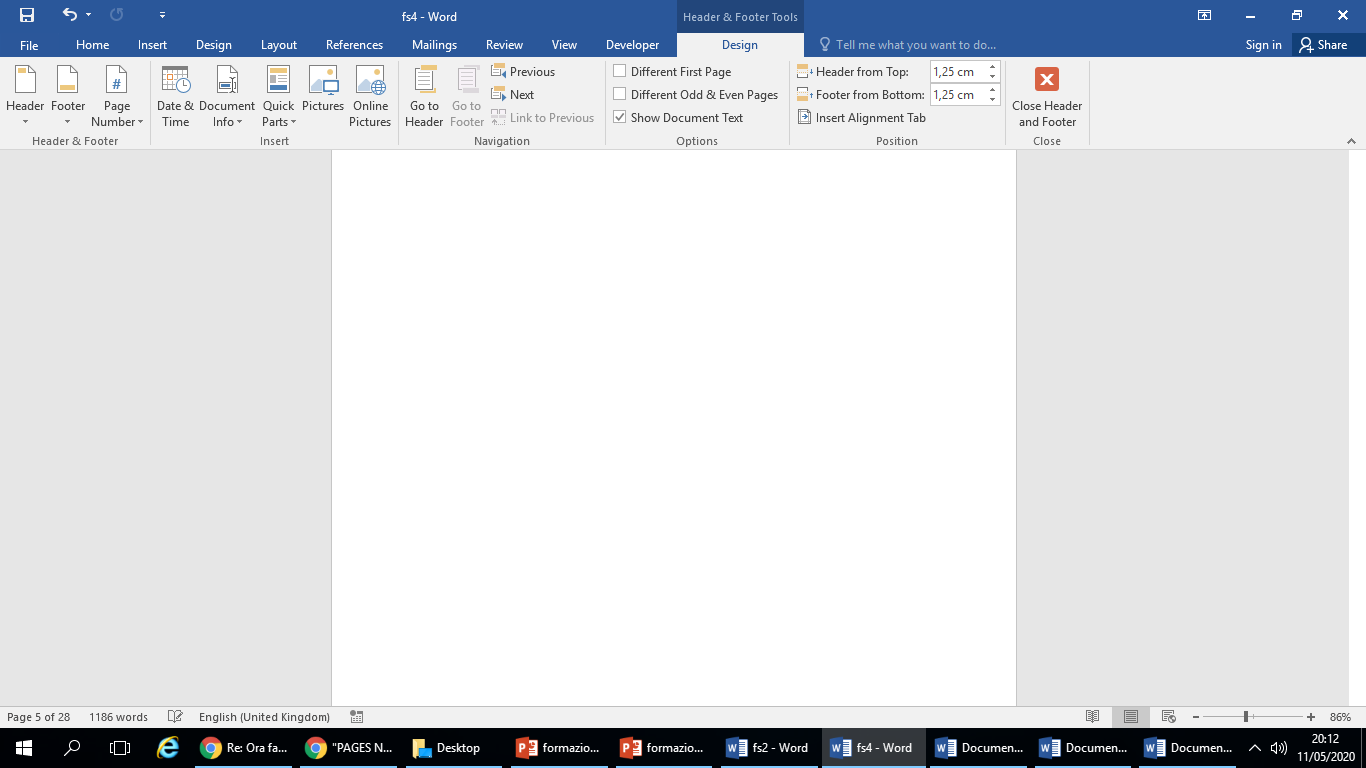 fs4 - Word
Header & Footer Tools
File Home Insert Design Layout References Mailings Review View Developer Design Tell me what you want to do... Sign in Share
Header
Footer
Page
Number
Header & Footer
Date &
Time
Document
Info
Quick
Parts
Pictures
Online
Pictures
Insert
Go to
Header
Go to
Footer
Previous
Next
Link to Previous
Navigation
Different First Page
Different Odd & Even Pages
Show Document Text
Options
Header from Top: 1,25 cm
Footer from Bottom: 1,25 cm
Insert Alignment Tab
Position
Close Header
and Footer
Close
Page 5 of 28 1186 words English (United Kingdom) 86%
Re: Ora fa... "PAGES N... Desktop formazio... formazio... fs2 - Word fs4 - Word Documen... Documen... Documen...
20:12
11/05/2020